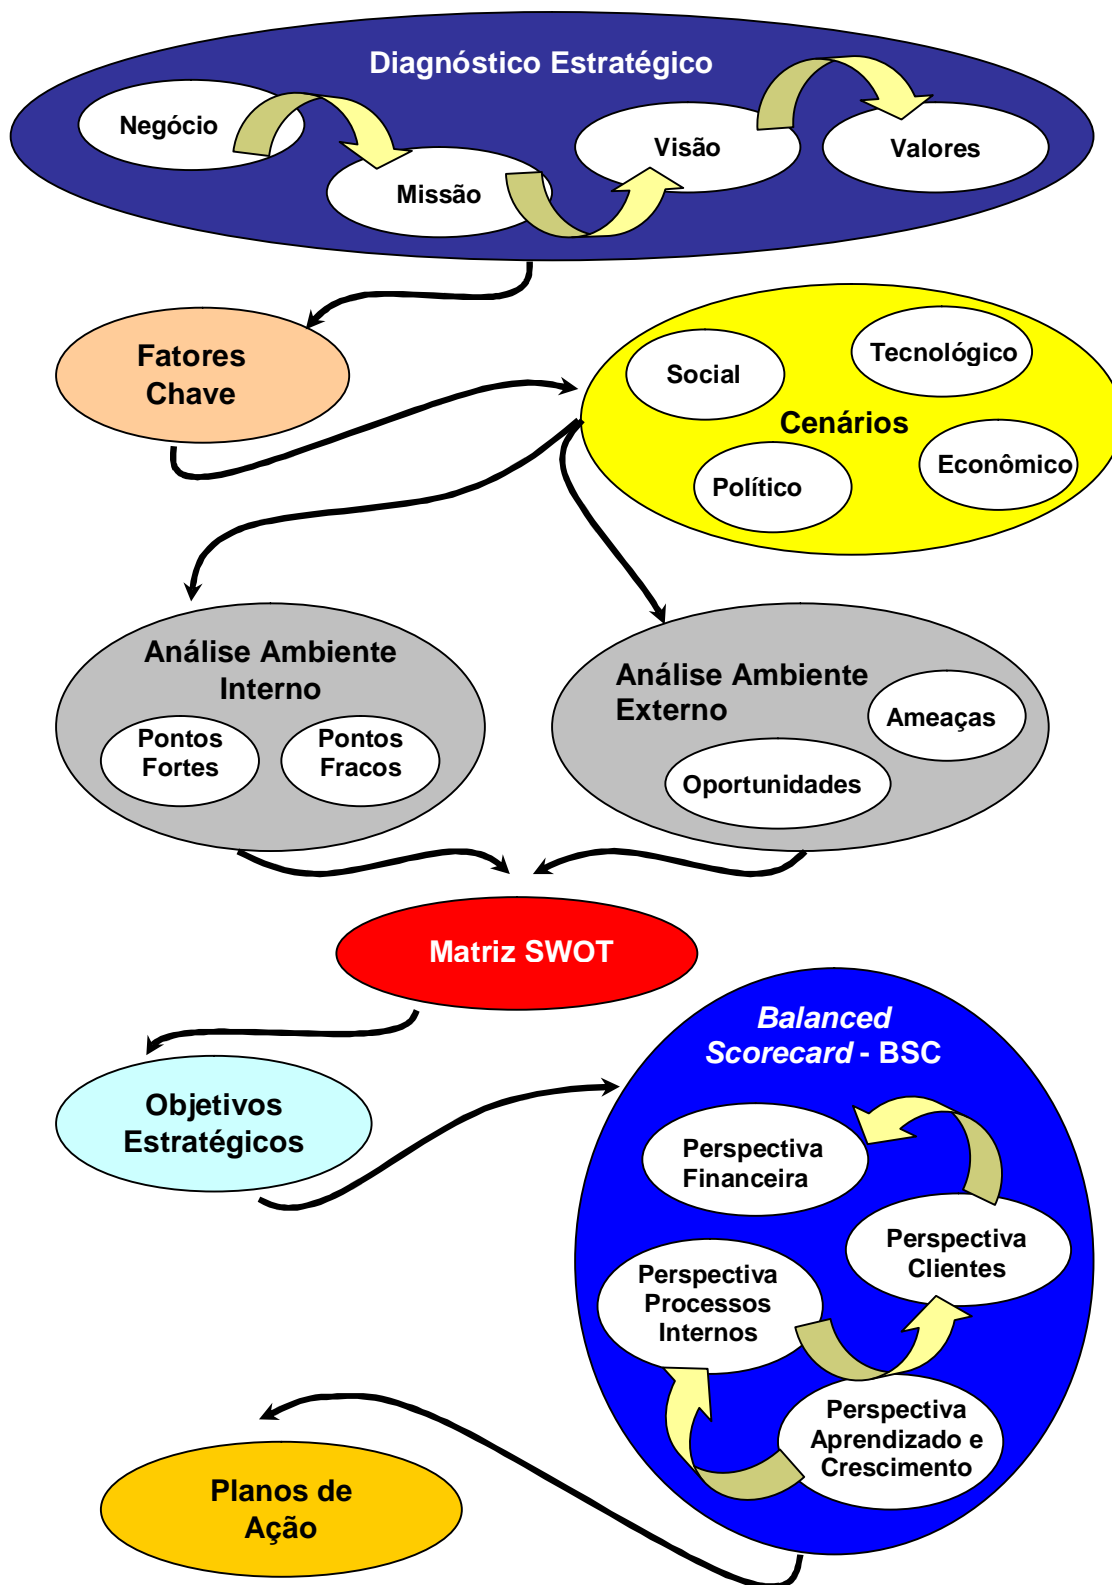 Diagnóstico Estratégico
Negócio
Missão
Visão
Valores
Fatores
Chave
Social
Tecnológico
Cenários
Político
Econômico
Análise Ambiente
Interno
Pontos
Fortes
Pontos
Fracos
Análise Ambiente
Externo
Ameaças
Oportunidades
Matriz SWOT
Objetivos
Estratégicos
Balanced
Scorecard - BSC
Perspectiva
Financeira
Perspectiva
Clientes
Perspectiva
Processos
Internos
Perspectiva
Aprendizado e
Crescimento
Planos de
Ação